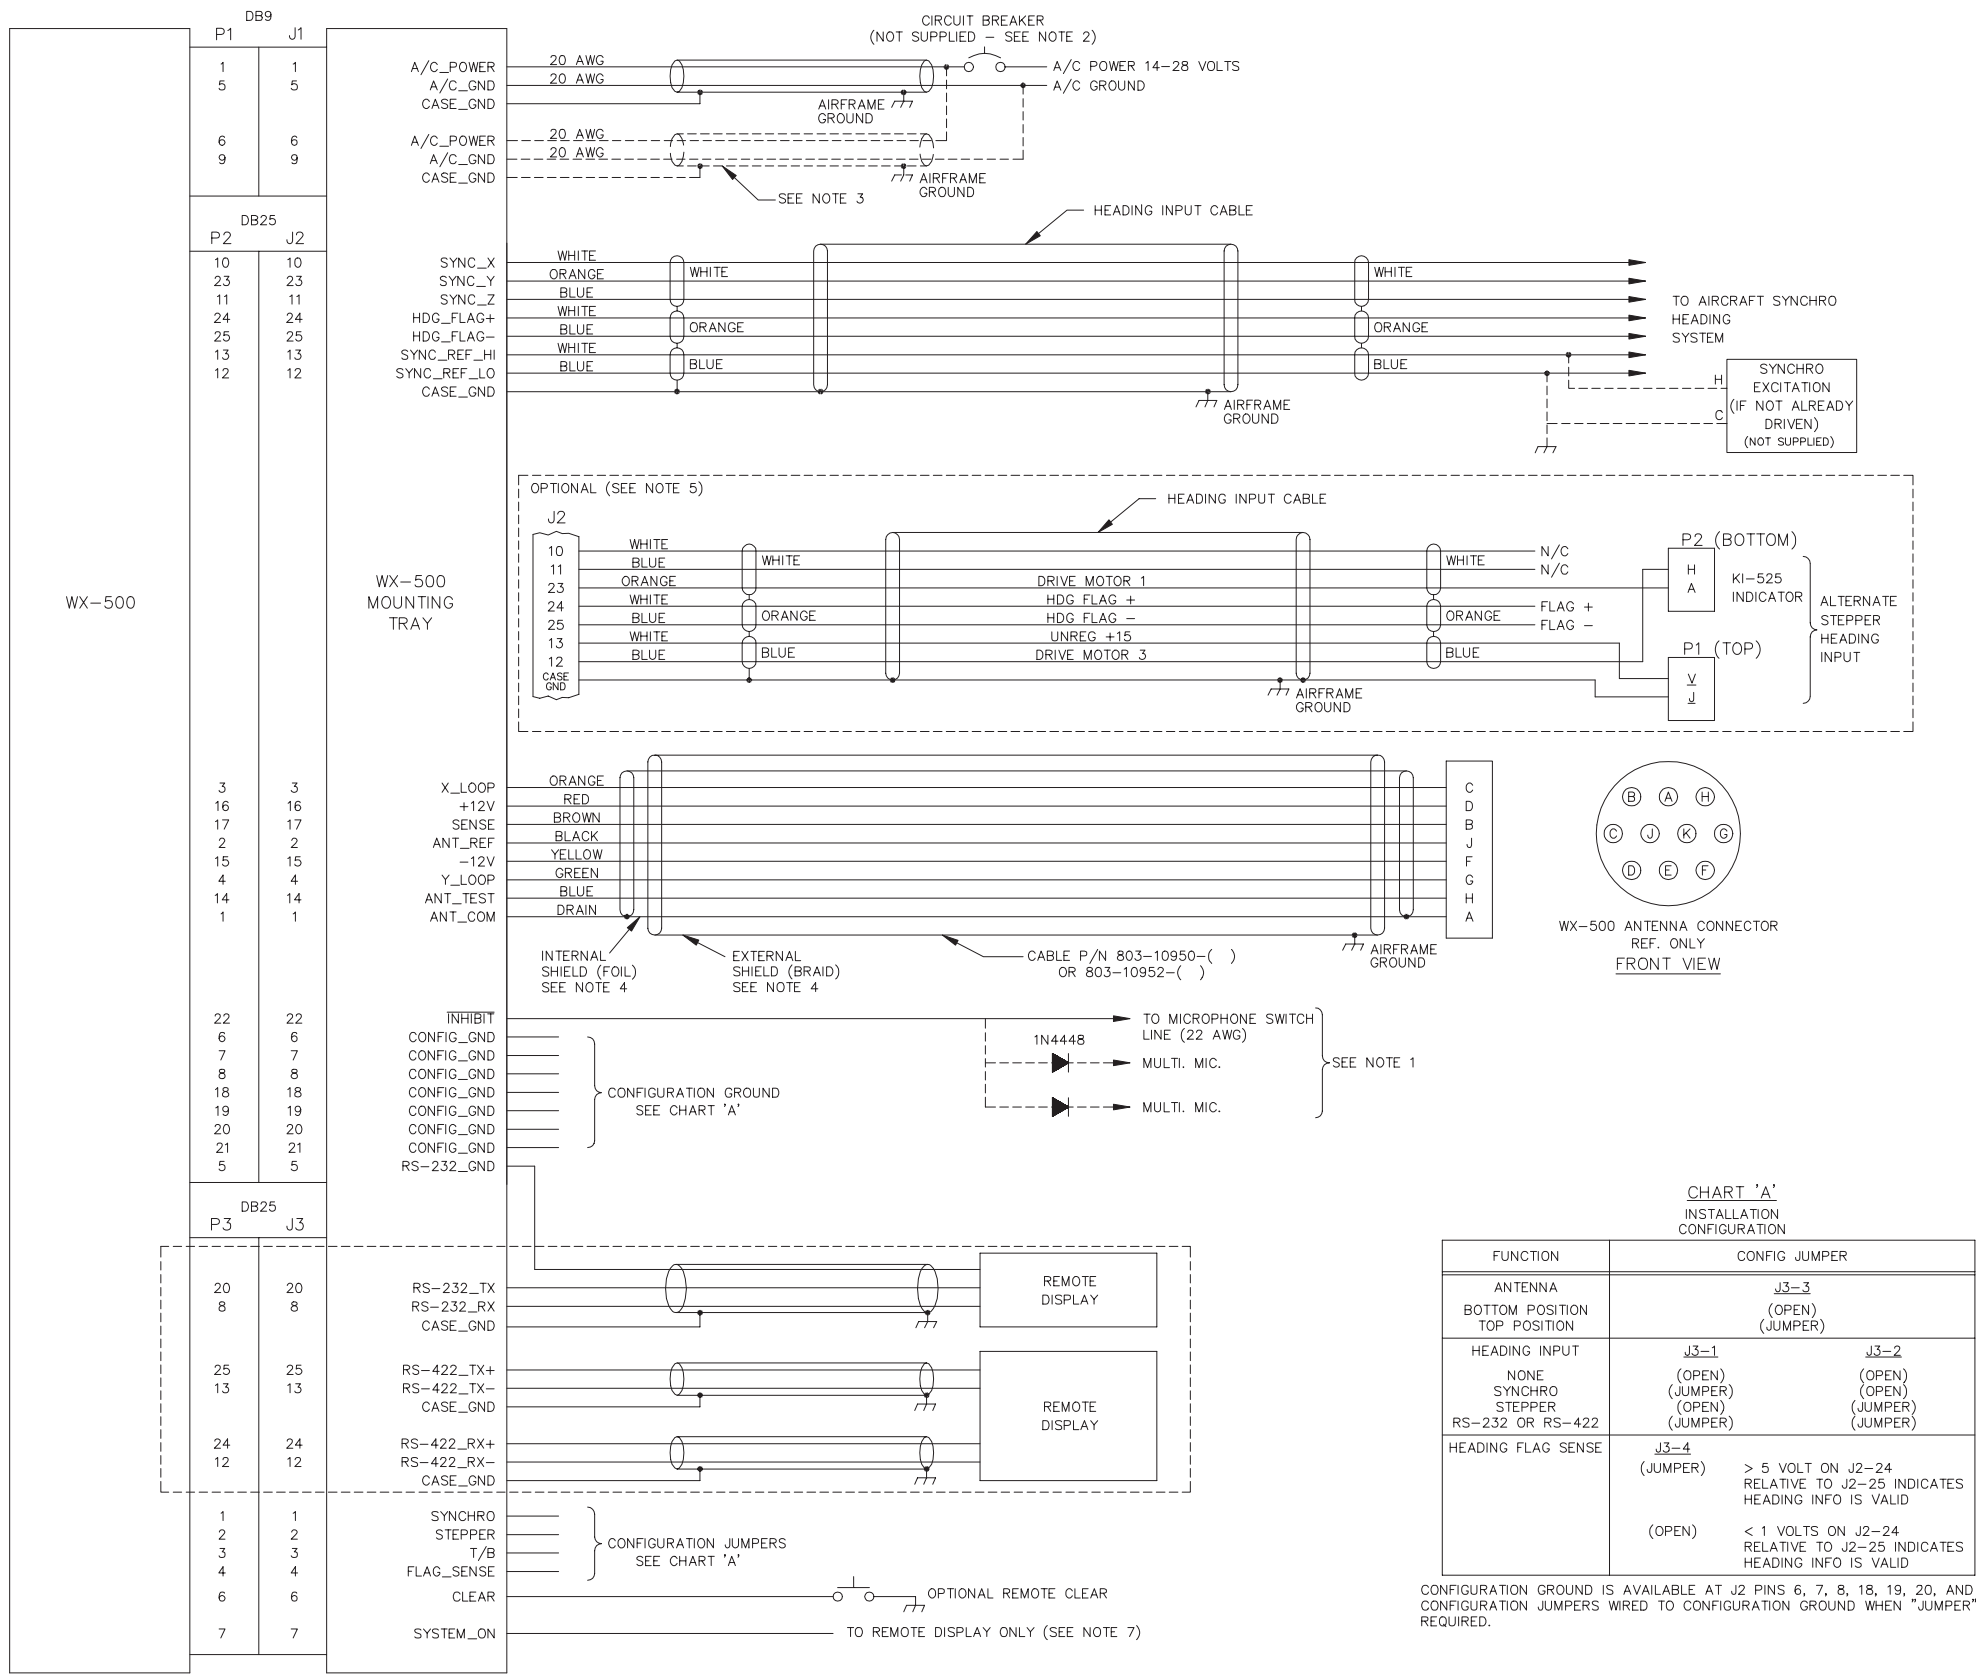 DB9
P1 J1
1 1 A/C_POWER 20 AWG
5 5 A/C_GND 20 AWG
CASE_GND
CIRCUIT BREAKER
(NOT SUPPLIED – SEE NOTE 2)
A/C POWER 14–28 VOLTS
A/C GROUND
AIRFRAME
GROUND
6 6 A/C_POWER 20 AWG
9 9 A/C_GND 20 AWG
CASE_GND
AIRFRAME
GROUND
SEE NOTE 3
DB25
P2 J2
HEADING INPUT CABLE
10 10 SYNC_X WHITE
WHITE WHITE
23 23 SYNC_Y ORANGE
11 11 SYNC_Z BLUE
24 24 HDG_FLAG+ WHITE
ORANGE ORANGE
25 25 HDG_FLAG– BLUE
13 13 SYNC_REF_HI WHITE
BLUE BLUE
12 12 SYNC_REF_LO BLUE
CASE_GND
AIRFRAME
GROUND
TO AIRCRAFT SYNCHRO
HEADING
SYSTEM
H
C
SYNCHRO
EXCITATION
(IF NOT ALREADY
DRIVEN)
(NOT SUPPLIED)
WX–500
WX–500
MOUNTING
TRAY
OPTIONAL (SEE NOTE 5)
HEADING INPUT CABLE
J2
10 WHITE N/C
WHITE WHITE
11 BLUE N/C
23 ORANGE DRIVE MOTOR 1
24 WHITE HDG FLAG + FLAG +
ORANGE ORANGE
25 BLUE HDG FLAG – FLAG –
13 WHITE UNREG +15
BLUE BLUE
12 BLUE DRIVE MOTOR 3
CASE
GND
AIRFRAME
GROUND
P2 (BOTTOM)
H
A
KI–525
INDICATOR
P1 (TOP)
V
J
ALTERNATE
STEPPER
HEADING
INPUT
3 3 X_LOOP ORANGE C
16 16 +12V RED D
17 17 SENSE BROWN B
2 2 ANT_REF BLACK J
15 15 –12V YELLOW F
4 4 Y_LOOP GREEN G
14 14 ANT_TEST BLUE H
1 1 ANT_COM DRAIN A
INTERNAL
SHIELD (FOIL)
SEE NOTE 4
EXTERNAL
SHIELD (BRAID)
SEE NOTE 4
CABLE P/N 803–10950–( )
OR 803–10952–( )
AIRFRAME
GROUND
B A H
C J K G
D E F
WX–500 ANTENNA CONNECTOR
REF. ONLY
FRONT VIEW
22 22 INHIBIT
TO MICROPHONE SWITCH
LINE (22 AWG)
1N4448
MULTI. MIC.
MULTI. MIC.
SEE NOTE 1
6 6 CONFIG_GND
7 7 CONFIG_GND
8 8 CONFIG_GND
18 18 CONFIG_GND
19 19 CONFIG_GND
20 20 CONFIG_GND
21 21 CONFIG_GND
CONFIGURATION GROUND
SEE CHART 'A'
5 5 RS–232_GND
DB25
P3 J3
20 20 RS–232_TX
8 8 RS–232_RX
CASE_GND
REMOTE
DISPLAY
25 25 RS–422_TX+
13 13 RS–422_TX–
CASE_GND
REMOTE
DISPLAY
24 24 RS–422_RX+
12 12 RS–422_RX–
CASE_GND
1 1 SYNCHRO
2 2 STEPPER
3 3 T/B
4 4 FLAG_SENSE
CONFIGURATION JUMPERS
SEE CHART 'A'
6 6 CLEAR
OPTIONAL REMOTE CLEAR
7 7 SYSTEM_ON
TO REMOTE DISPLAY ONLY (SEE NOTE 7)
CHART 'A'
INSTALLATION
CONFIGURATION
FUNCTION CONFIG JUMPER
ANTENNA J3–3
BOTTOM POSITION (OPEN)
TOP POSITION (JUMPER)
HEADING INPUT J3–1 J3–2
NONE (OPEN) (OPEN)
SYNCHRO (JUMPER) (OPEN)
STEPPER (OPEN) (JUMPER)
RS–232 OR RS–422 (JUMPER) (JUMPER)
HEADING FLAG SENSE J3–4
(JUMPER) > 5 VOLT ON J2–24
RELATIVE TO J2–25 INDICATES
HEADING INFO IS VALID
(OPEN) < 1 VOLTS ON J2–24
RELATIVE TO J2–25 INDICATES
HEADING INFO IS VALID
CONFIGURATION GROUND IS AVAILABLE AT J2 PINS 6, 7, 8, 18, 19, 20, AND
CONFIGURATION JUMPERS WIRED TO CONFIGURATION GROUND WHEN "JUMPER"
REQUIRED.